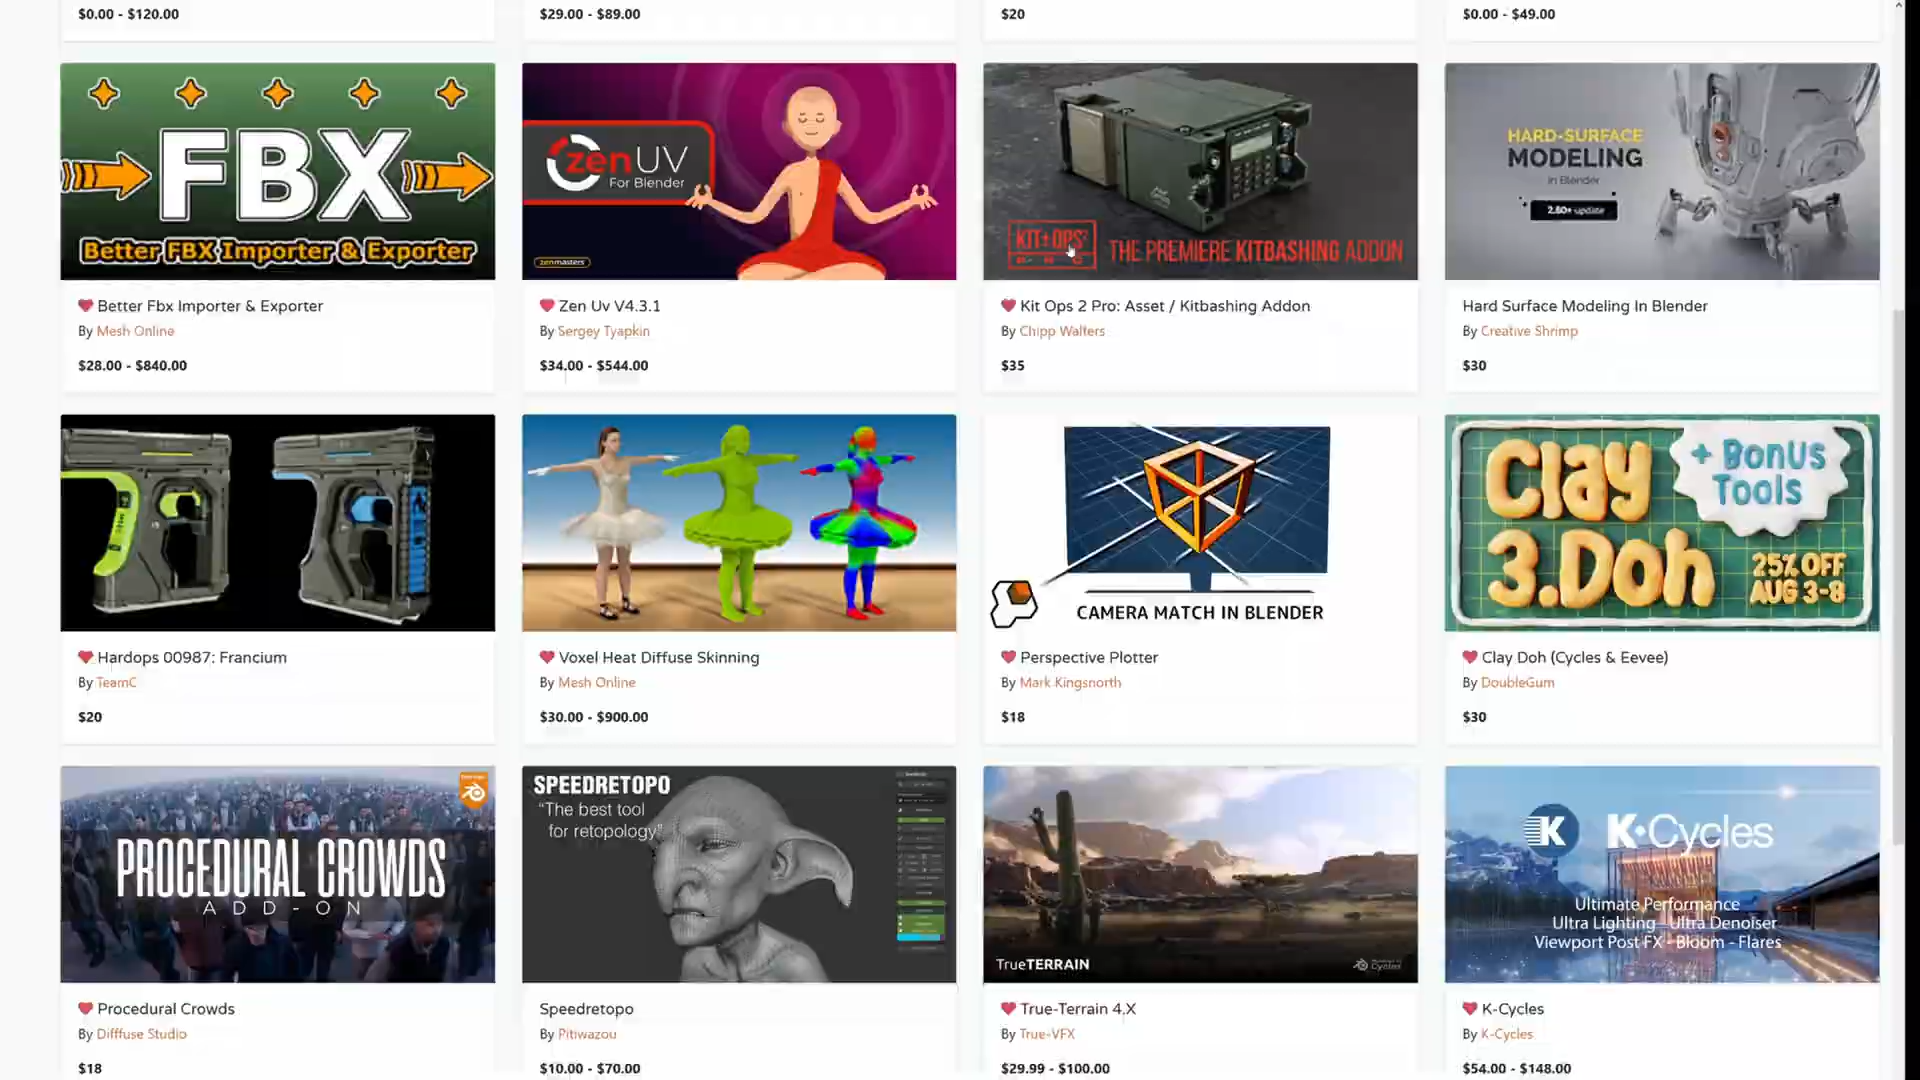 $0.00 - $120.00
$29.00 - $89.00
$20
$0.00 - $49.00
FBX
Better FBX Importer & Exporter
zenUV
For Blender
zenmasters
KIT OPS²
THE PREMIERE KITBASHING ADDON
HARD-SURFACE
MODELING
in Blender
2.80+ update
Better Fbx Importer & Exporter
By Mesh Online
$28.00 - $840.00
Zen Uv V4.3.1
By Sergey Tyapkin
$34.00 - $544.00
Kit Ops 2 Pro: Asset / Kitbashing Addon
By Chipp Walters
$35
Hard Surface Modeling In Blender
By Creative Shrimp
$30
CAMERA MATCH IN BLENDER
Clay
3.Doh
+ Bonus
Tools
25% OFF
AUG 3-8
Hardops 00987: Francium
By TeamC
$20
Voxel Heat Diffuse Skinning
By Mesh Online
$30.00 - $900.00
Perspective Plotter
By Mark Kingsnorth
$18
Clay Doh (Cycles & Eevee)
By DoubleGum
$30
PROCEDURAL CROWDS
ADD-ON
SPEEDRETOPO
"The best tool
for retopology"
TrueTERRAIN
Cycles
K-Cycles
Ultimate Performance
Ultra Lighting - Ultra Denoiser
Viewport Post FX - Bloom - Flares
Procedural Crowds
By Difffuse Studio
$18
Speedretopo
By Pitiwazou
$10.00 - $70.00
True-Terrain 4.X
By True-VFX
$29.99 - $100.00
K-Cycles
By K-Cycles
$54.00 - $148.00